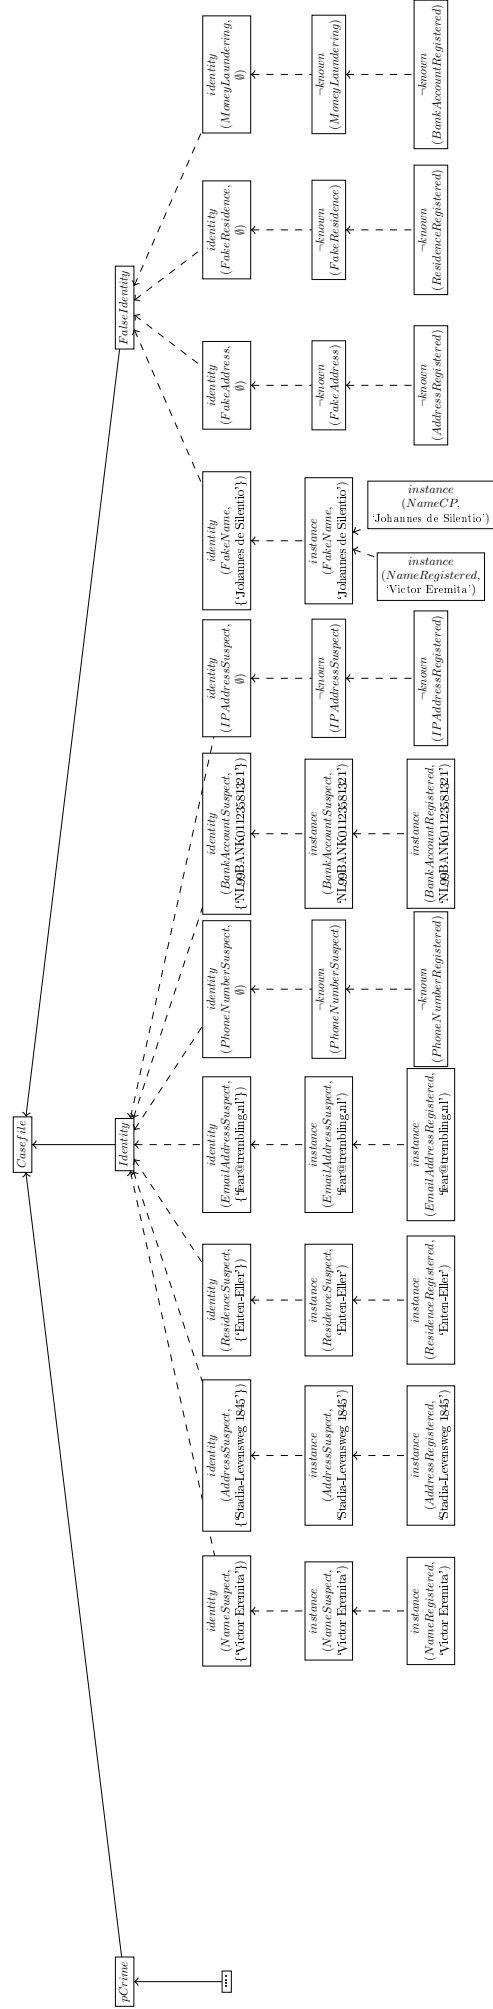 Casefile
pCrime
Identity
FalseIdentity
....
identity
(NameSuspect,
{‘Victor Eremita’})
identity
(AddressSuspect,
{‘Stadia-Levensweg 1845’})
identity
(ResidenceSuspect,
{‘Enten-Eller’})
identity
(EmailAddressSuspect,
{‘fear@trembling.nl’})
identity
(PhoneNumberSuspect,
∅)
identity
(BankAccountSuspect,
{‘NL99BANK01123581321’})
identity
(IPAddressSuspect,
∅)
identity
(FakeName,
{‘Johannes de Silentio’})
identity
(FakeAddress,
∅)
identity
(FakeResidence,
∅)
identity
(MoneyLaundering,
∅)
instance
(NameSuspect,
‘Victor Eremita’)
instance
(AddressSuspect,
‘Stadia-Levensweg 1845’)
instance
(ResidenceSuspect,
‘Enten-Eller’)
instance
(EmailAddressSuspect,
‘fear@trembling.nl’)
¬known
(PhoneNumberSuspect)
instance
(BankAccountSuspect,
‘NL99BANK01123581321’)
¬known
(IPAddressSuspect)
instance
(FakeName,
‘Johannes de Silentio’)
¬known
(FakeAddress)
¬known
(FakeResidence)
¬known
(MoneyLaundering)
instance
(NameRegistered,
‘Victor Eremita’)
instance
(AddressRegistered,
‘Stadia-Levensweg 1845’)
instance
(ResidenceRegistered,
‘Enten-Eller’)
instance
(EmailAddressRegistered,
‘fear@trembling.nl’)
¬known
(PhoneNumberRegistered)
instance
(BankAccountRegistered,
‘NL99BANK01123581321’)
¬known
(IPAddressRegistered)
instance
(NameRegistered,
‘Victor Eremita’)
instance
(NameCP,
‘Johannes de Silentio’)
¬known
(AddressRegistered)
¬known
(ResidenceRegistered)
¬known
(BankAccountRegistered)